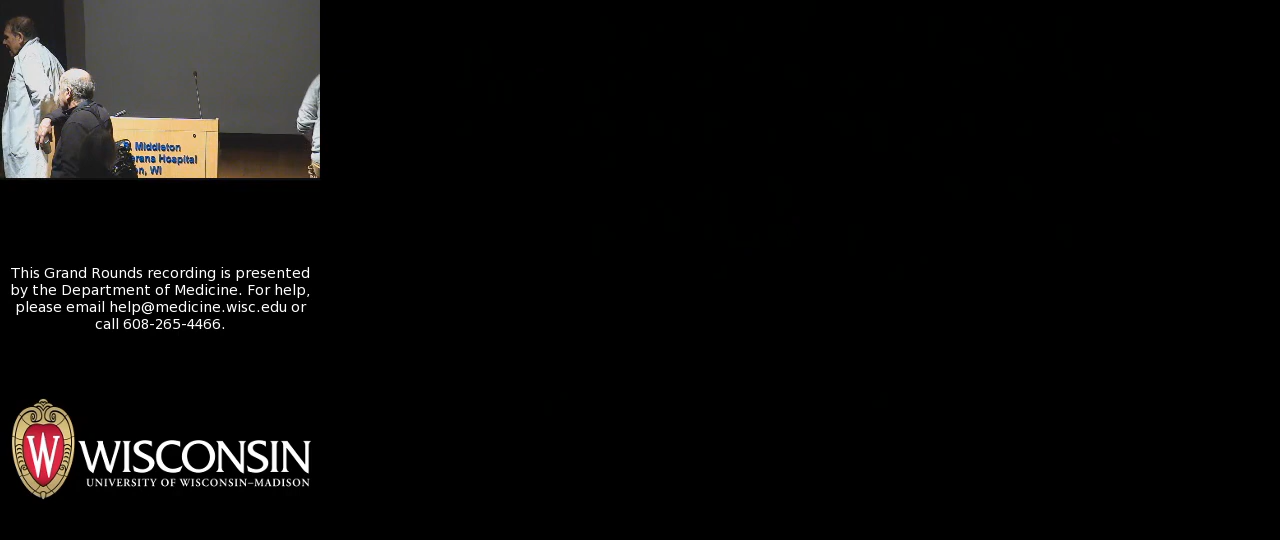 Middleton
Hospital
WI
This Grand Rounds recording is presented
by the Department of Medicine. For help,
please email help@medicine.wisc.edu or
call 608-265-4466.
W
WISCONSIN
UNIVERSITY OF WISCONSIN–MADISON